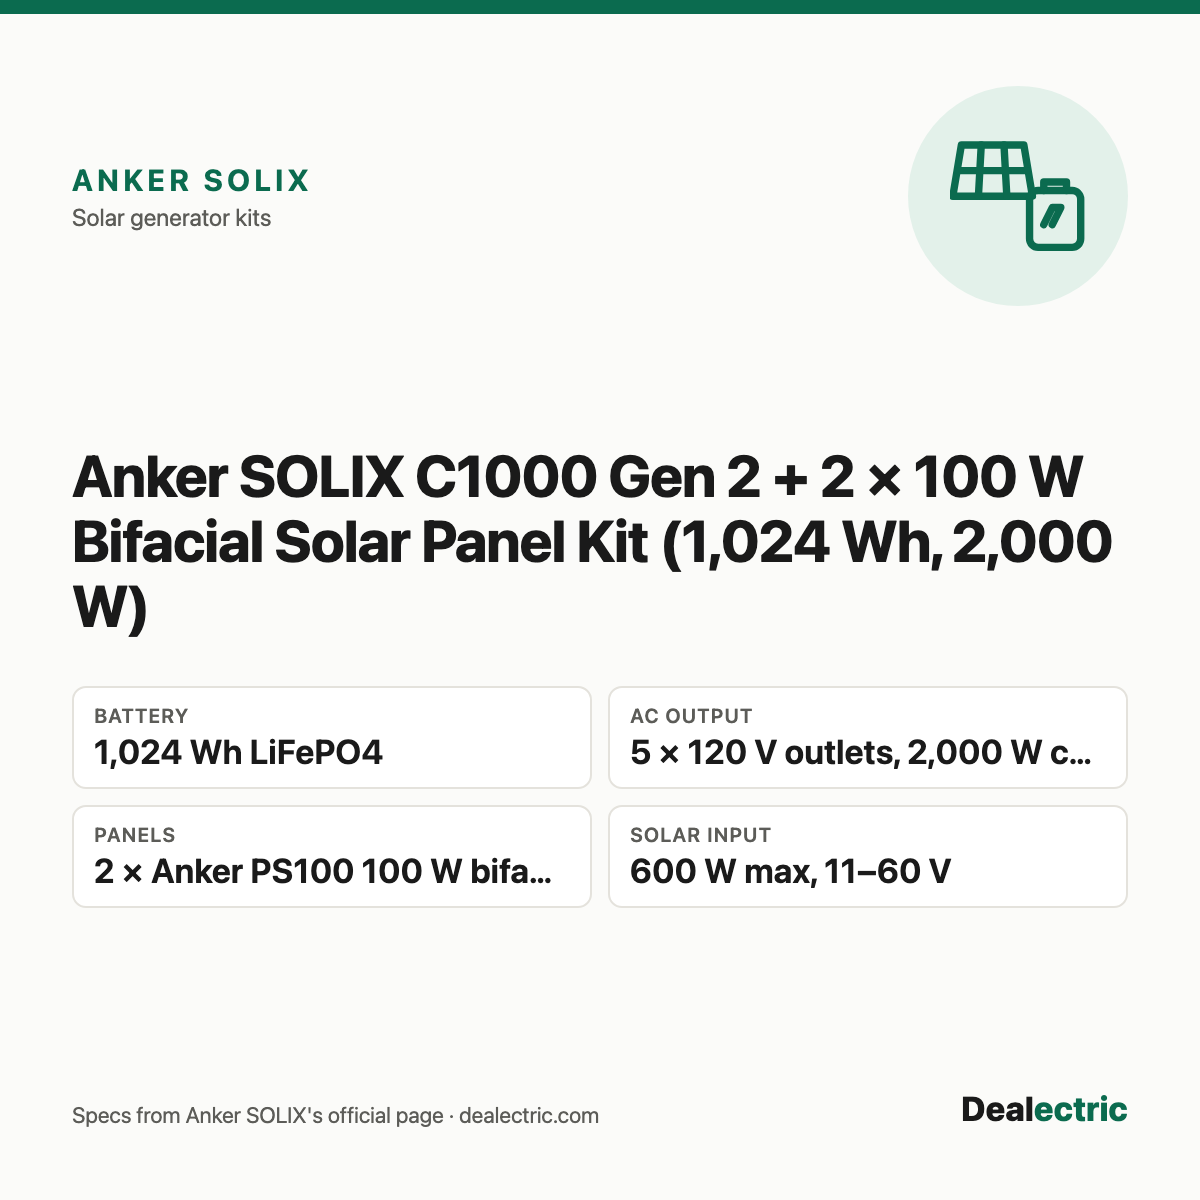 ANKER SOLIX
Solar generator kits
Anker SOLIX C1000 Gen 2 + 2 × 100 W
Bifacial Solar Panel Kit (1,024 Wh, 2,000
W)
BATTERY
1,024 Wh LiFePO4
AC OUTPUT
5 × 120 V outlets, 2,000 W c...
PANELS
2 × Anker PS100 100 W bifa...
SOLAR INPUT
600 W max, 11–60 V
Specs from Anker SOLIX's official page · dealectric.com
Dealectric